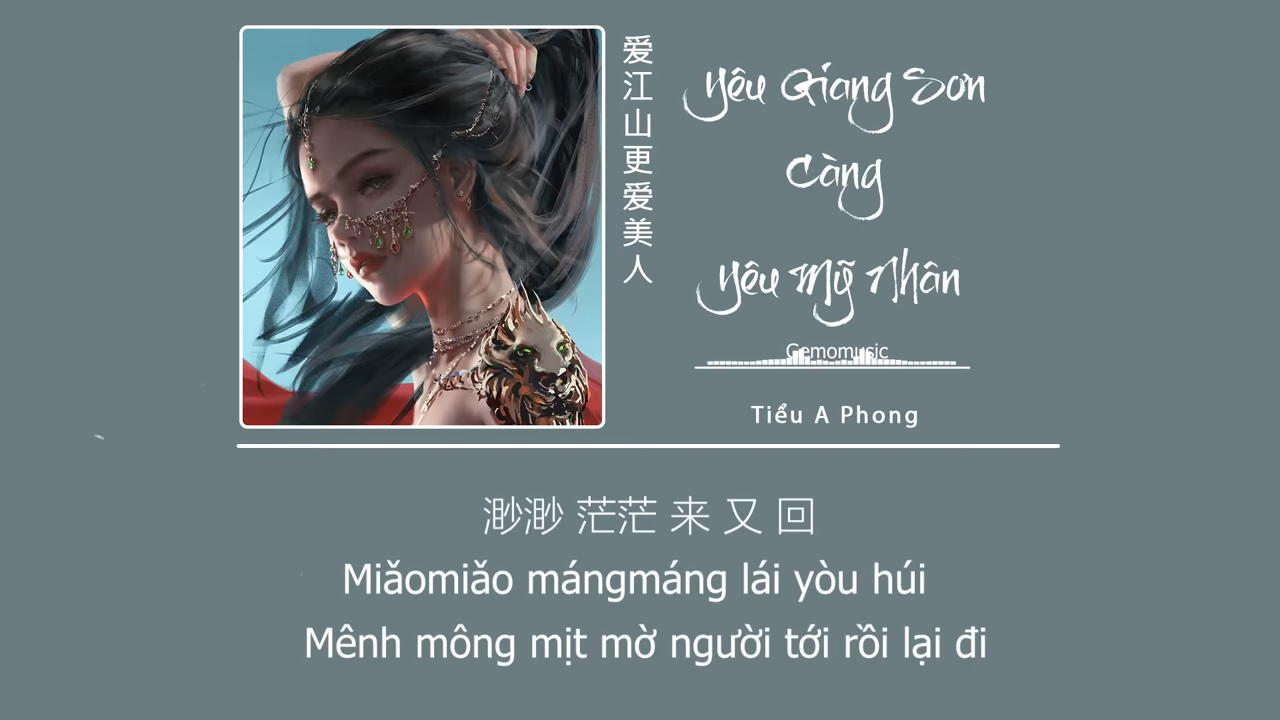 爱江山更爱美人
Yêu Giang Sơn
Càng
Yêu Mỹ Nhân
Gemomusic
Tiểu A Phong
渺渺 茫茫 来 又 回
Miǎomiǎo mángmáng lái yòu húi
Mênh mông mịt mờ người tới rồi lại đi